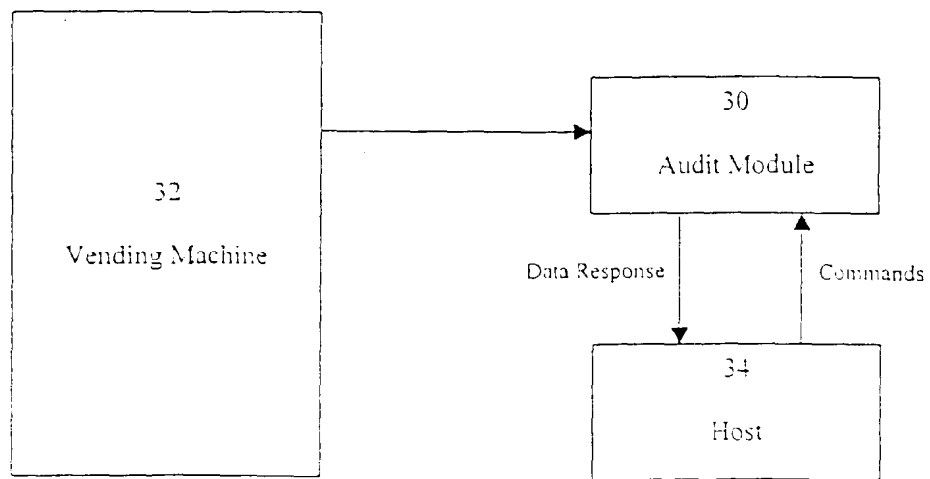 30
Audit Module
32
Vending Machine
Data Response
Commands
34
Host